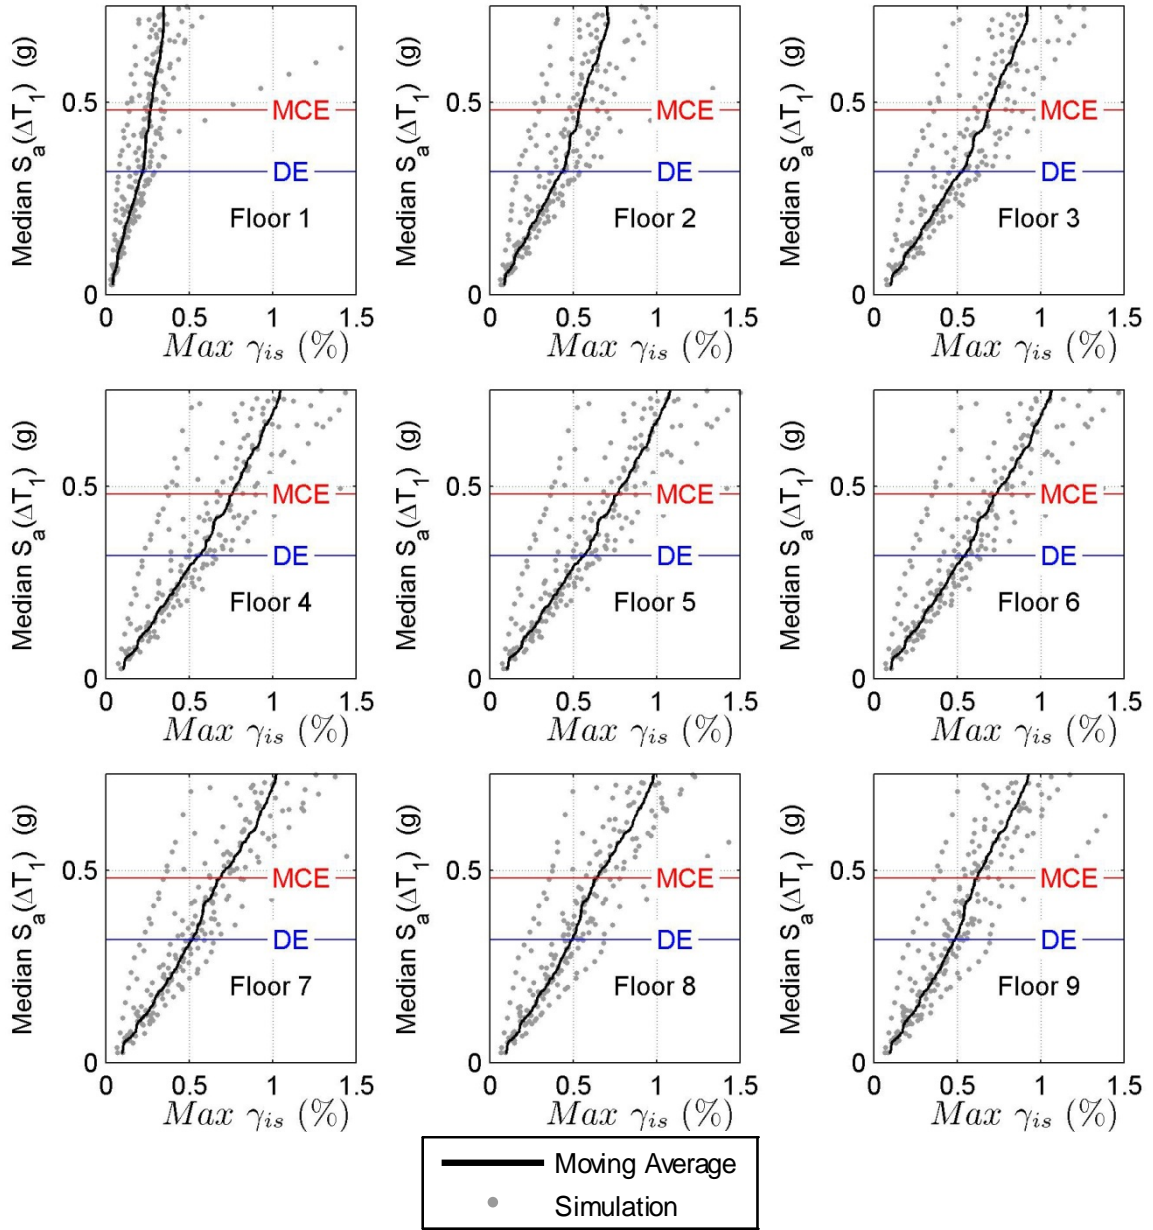 Median S_a(ΔT_1) (g)
0.5
0
MCE
DE
Floor 1
0 0.5 1 1.5
Max γ_is (%)
Median S_a(ΔT_1) (g)
0.5
0
MCE
DE
Floor 2
0 0.5 1 1.5
Max γ_is (%)
Median S_a(ΔT_1) (g)
0.5
0
MCE
DE
Floor 3
0 0.5 1 1.5
Max γ_is (%)
Median S_a(ΔT_1) (g)
0.5
0
MCE
DE
Floor 4
0 0.5 1 1.5
Max γ_is (%)
Median S_a(ΔT_1) (g)
0.5
0
MCE
DE
Floor 5
0 0.5 1 1.5
Max γ_is (%)
Median S_a(ΔT_1) (g)
0.5
0
MCE
DE
Floor 6
0 0.5 1 1.5
Max γ_is (%)
Median S_a(ΔT_1) (g)
0.5
0
MCE
DE
Floor 7
0 0.5 1 1.5
Max γ_is (%)
Median S_a(ΔT_1) (g)
0.5
0
MCE
DE
Floor 8
0 0.5 1 1.5
Max γ_is (%)
Median S_a(ΔT_1) (g)
0.5
0
MCE
DE
Floor 9
0 0.5 1 1.5
Max γ_is (%)
Moving Average
Simulation